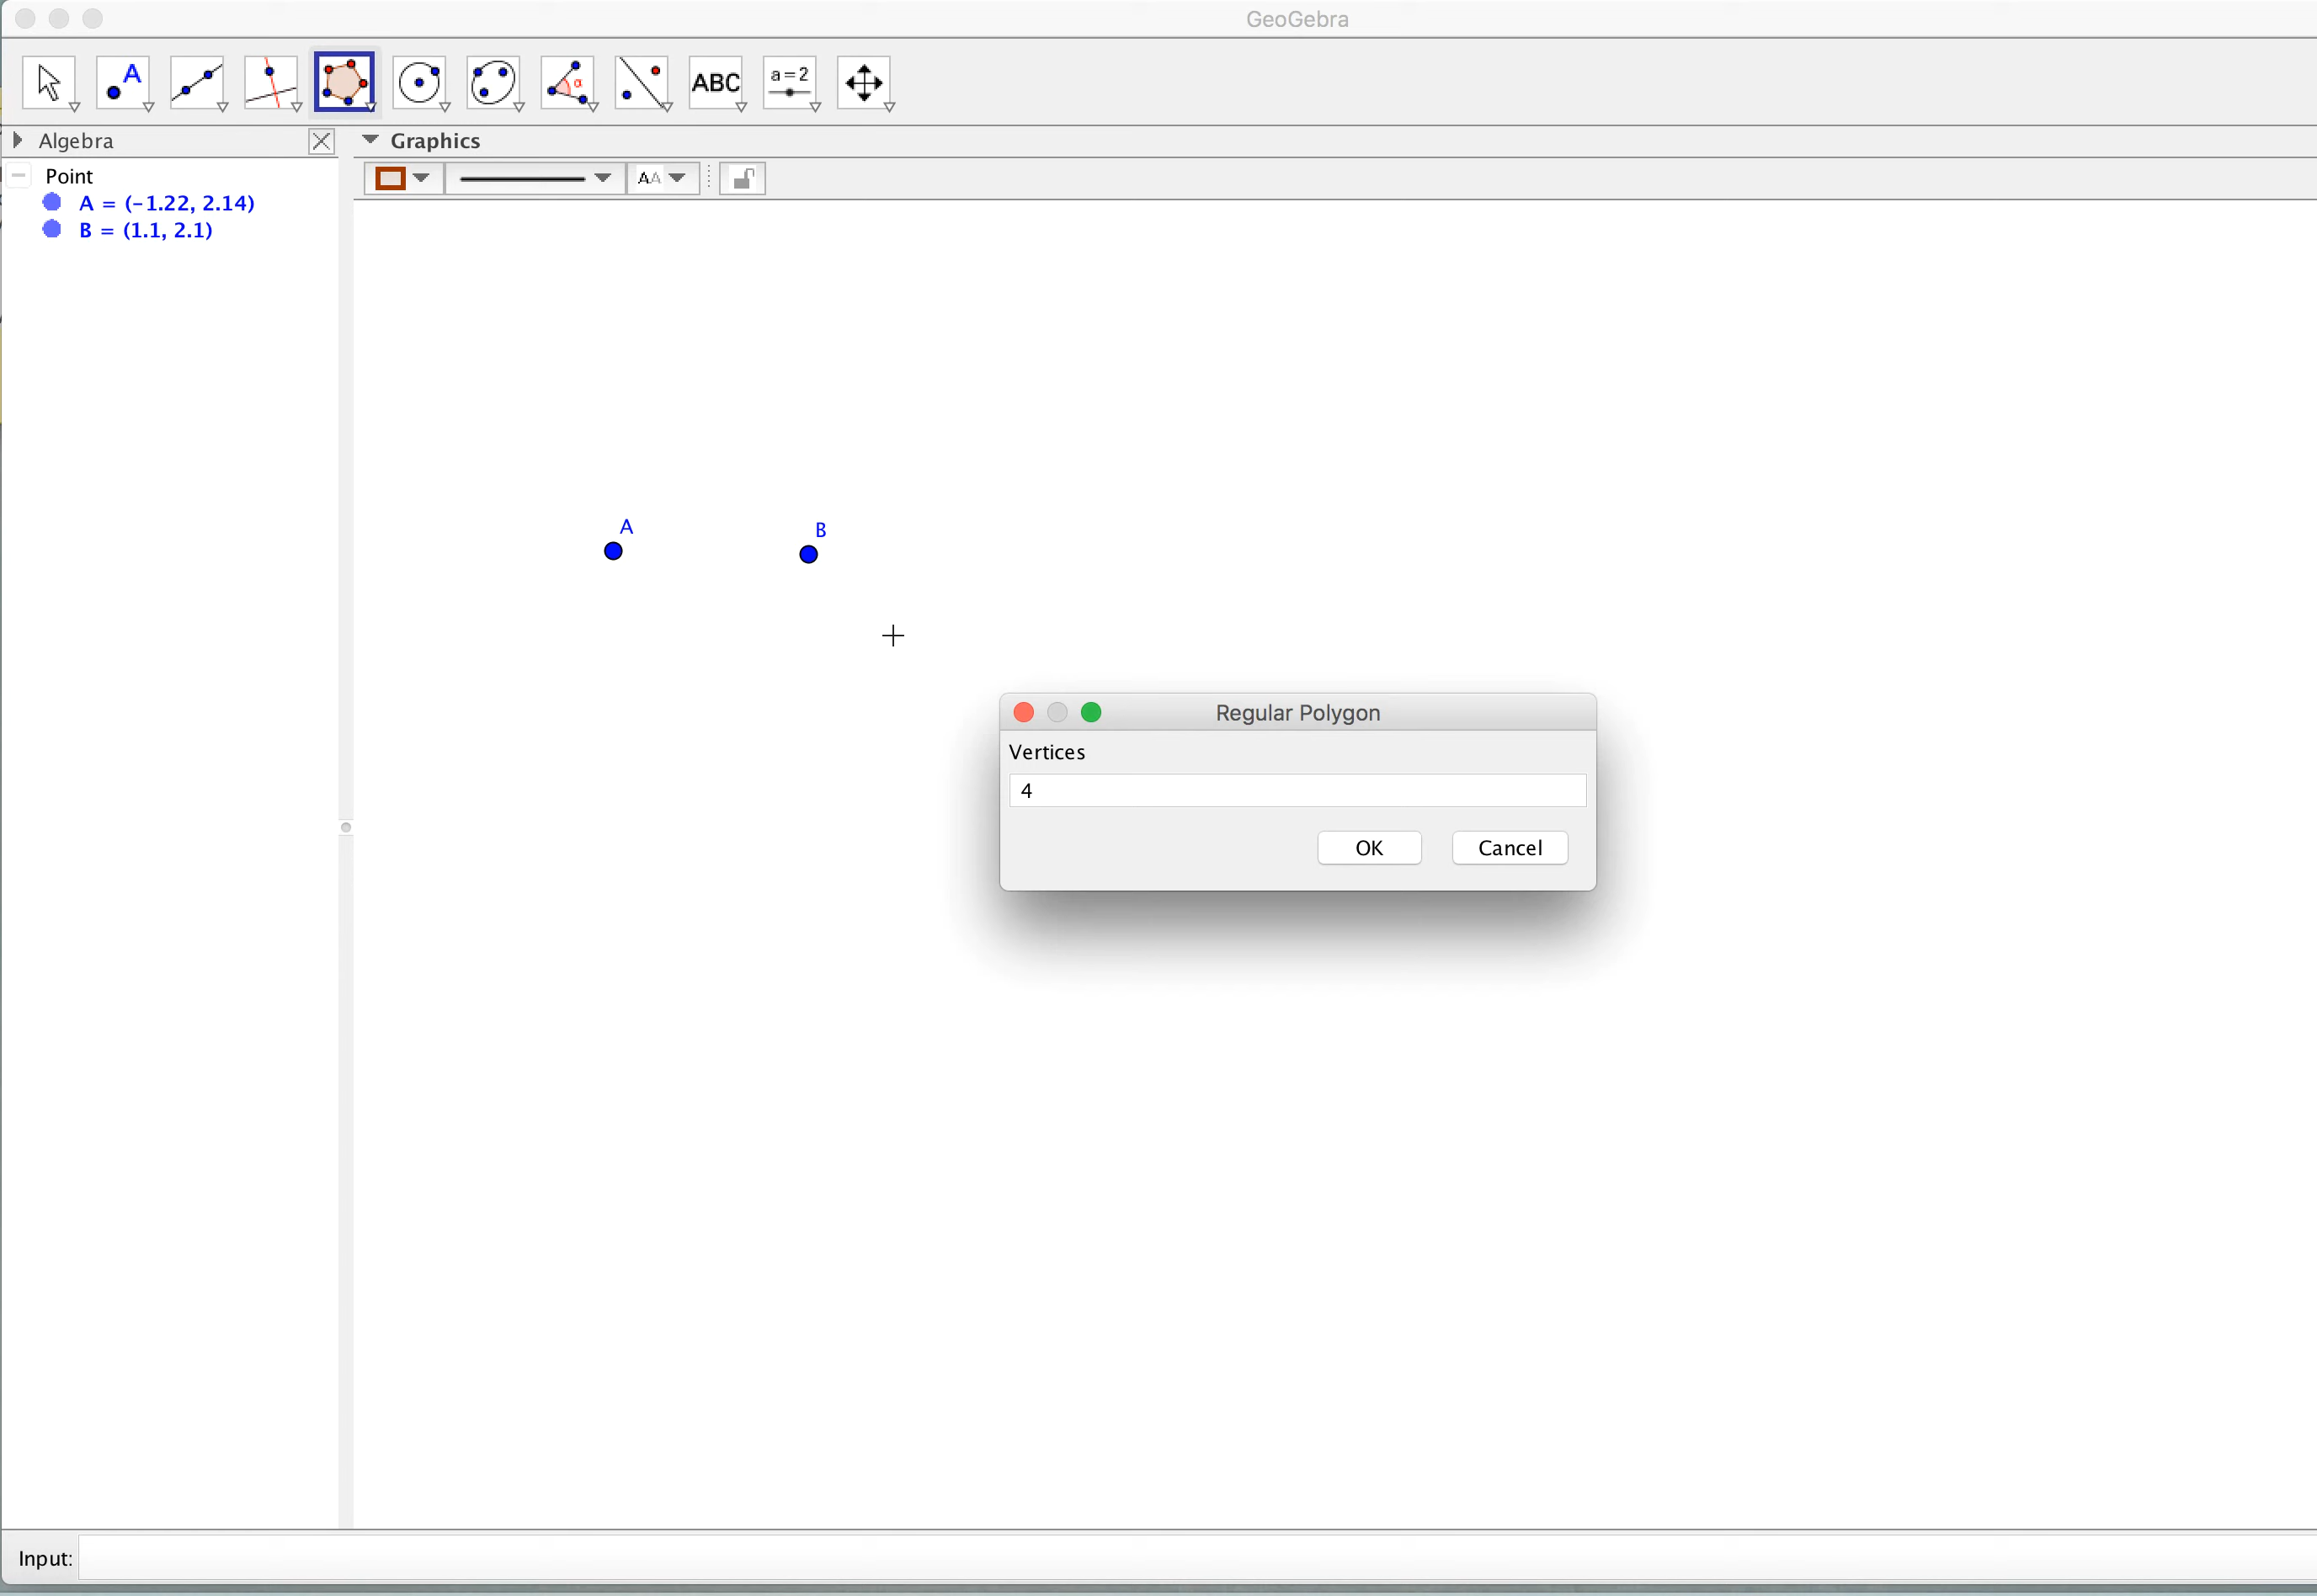 GeoGebra
A
α
ABC
a=2
Algebra
Graphics
Point
AA
A = (−1.22, 2.14)
B = (1.1, 2.1)
A
B
Regular Polygon
Vertices
4
OK
Cancel
Input: